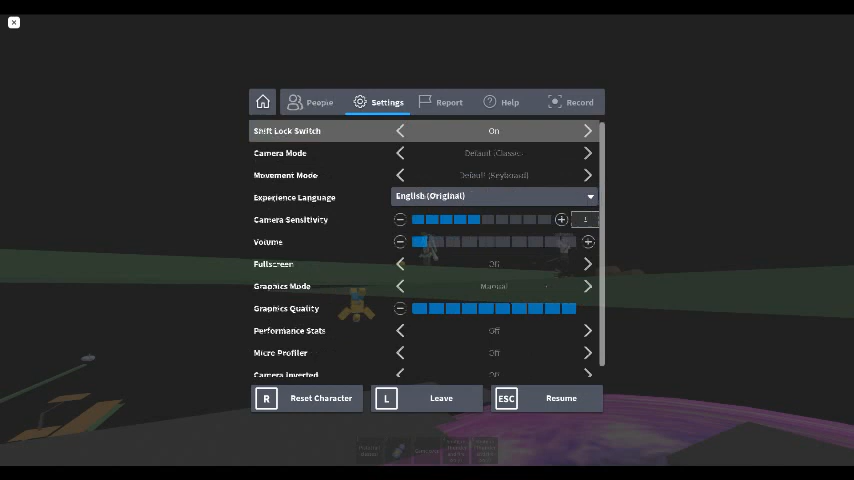 People Settings Report Help Record
Shift Lock Switch On
Camera Mode Default (Classic)
Movement Mode Default (Keyboard)
Experience Language English (Original)
Camera Sensitivity 1
Volume
Fullscreen Off
Graphics Mode Manual
Graphics Quality
Performance Stats Off
Micro Profiler Off
Camera Inverted Off
R Reset Character L Leave ESC Resume